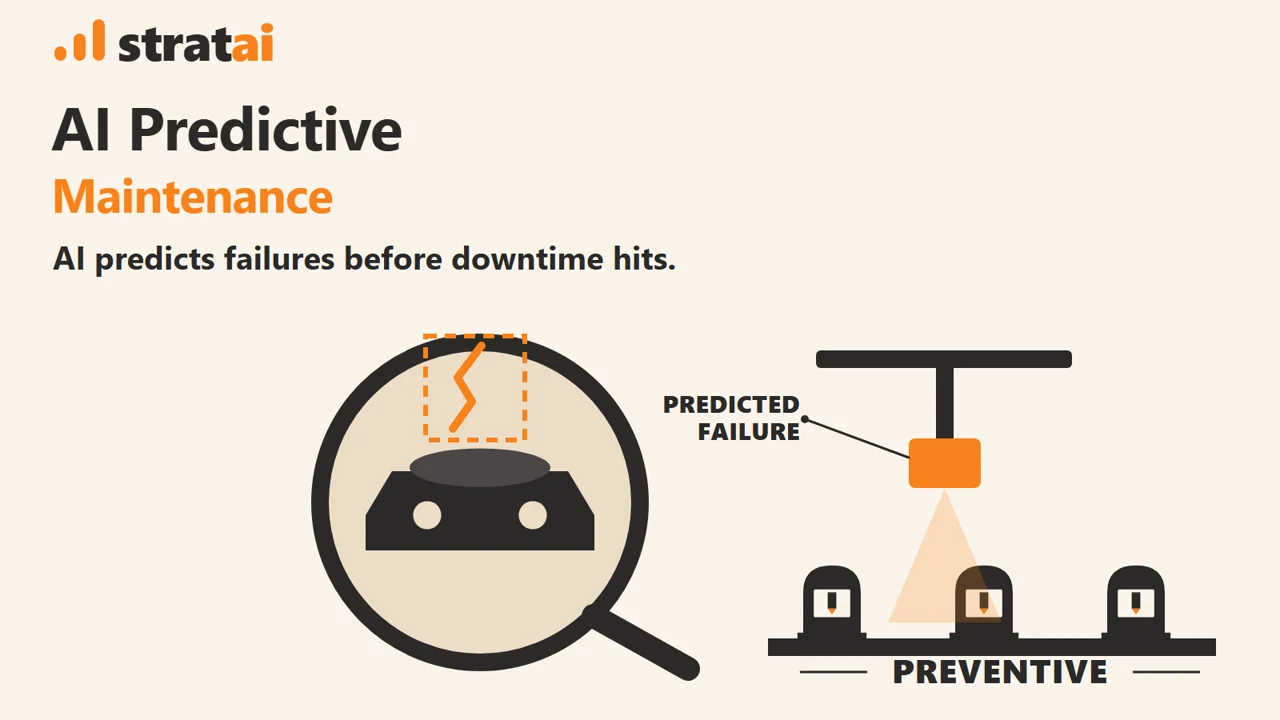 stratai
AI Predictive
Maintenance
AI predicts failures before downtime hits.
PREDICTED
FAILURE
PREVENTIVE